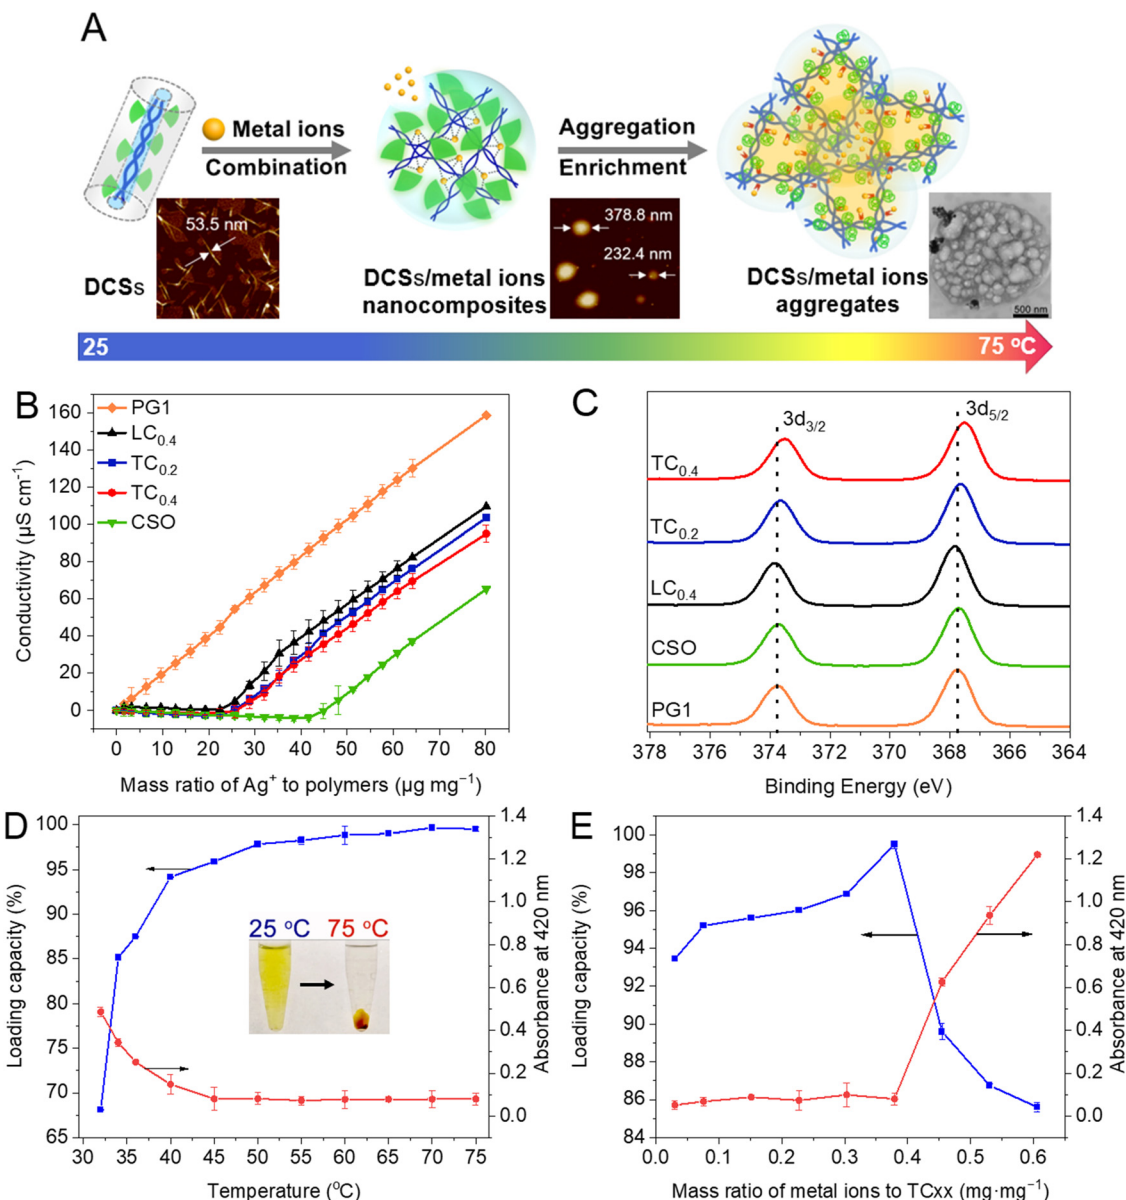 A
Metal ions
Combination
Aggregation
Enrichment
53.5 nm
378.8 nm
232.4 nm
500 nm
DCSs
DCSs/metal ions
nanocomposites
DCSs/metal ions
aggregates
25
75 °C
B
160
140
120
100
80
60
40
20
0
Conductivity (µS cm⁻¹)
PG1
LC₀.₄
TC₀.₂
TC₀.₄
CSO
0 10 20 30 40 50 60 70 80
Mass ratio of Ag⁺ to polymers (µg mg⁻¹)
C
3d₃/₂
3d₅/₂
TC₀.₄
TC₀.₂
LC₀.₄
CSO
PG1
378 376 374 372 370 368 366 364
Binding Energy (eV)
D
100
95
90
85
80
75
70
65
Loading capacity (%)
25 °C
75 °C
1.4
1.2
1.0
0.8
0.6
0.4
0.2
0.0
Absorbance at 420 nm
30 35 40 45 50 55 60 65 70 75
Temperature (°C)
E
100
98
96
94
92
90
88
86
84
Loading capacity (%)
1.4
1.2
1.0
0.8
0.6
0.4
0.2
0.0
Absorbance at 420 nm
0.0 0.1 0.2 0.3 0.4 0.5 0.6
Mass ratio of metal ions to TCxx (mg·mg⁻¹)